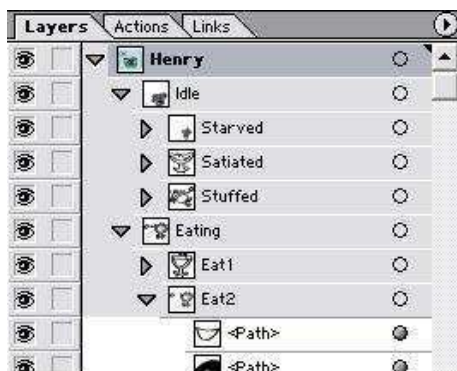 Layers Actions Links
Henry
Idle
Starved
Satiated
Stuffed
Eating
Eat1
Eat2
<Path>
<Path>